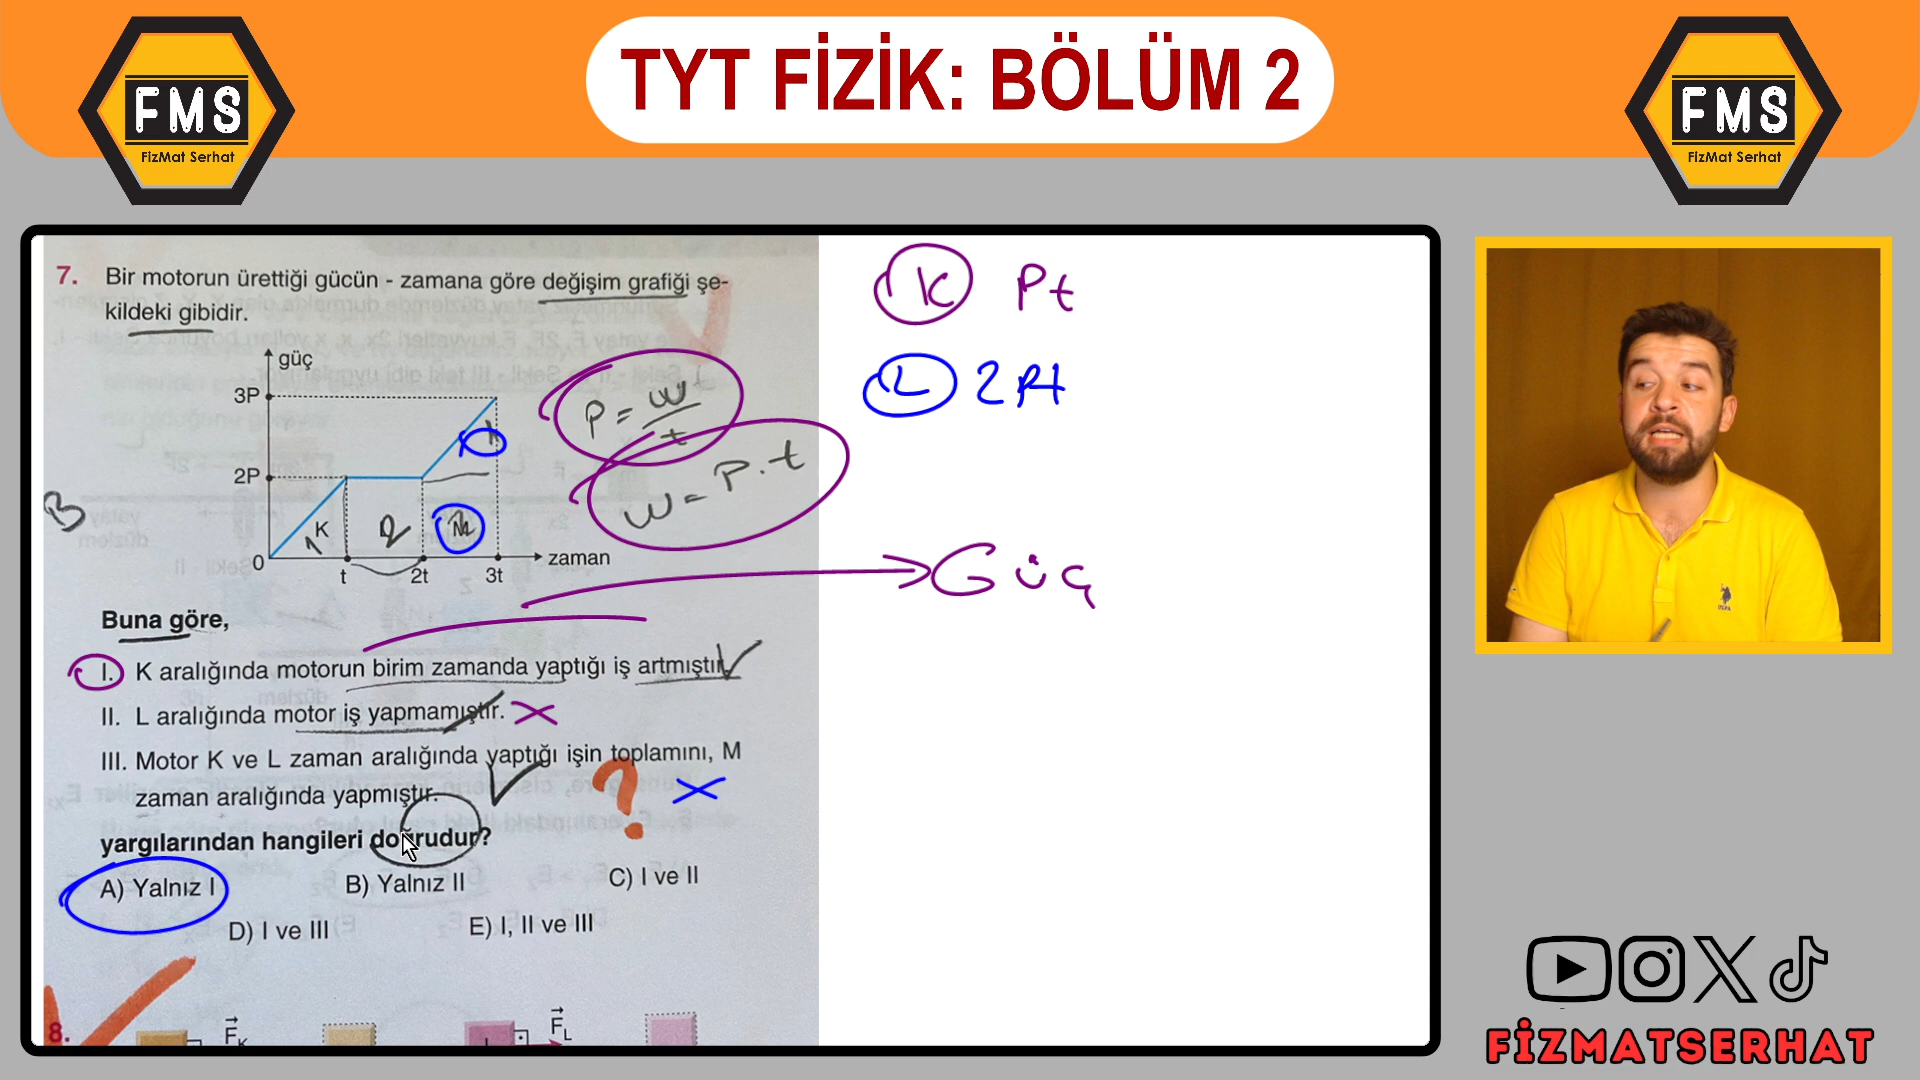 TYT FİZİK: BÖLÜM 2
FMS
FizMat Serhat
FMS
FizMat Serhat
7. Bir motorun ürettiği gücün - zamana göre değişim grafiği şe-
kildeki gibidir.
güç
3P
2P
0
K
M
t
2t
3t
zaman
1
2
P = W/t
W = P.t
K Pt
L 2Pt
Güç
Buna göre,
I. K aralığında motorun birim zamanda yaptığı iş artmıştır.
II. L aralığında motor iş yapmamıştır.
III. Motor K ve L zaman aralığında yaptığı işin toplamını, M
zaman aralığında yapmıştır.
?
yargılarından hangileri doğrudur?
A) Yalnız I
B) Yalnız II
C) I ve II
D) I ve III
E) I, II ve III
8.
F K
F L
FİZMATSERHAT